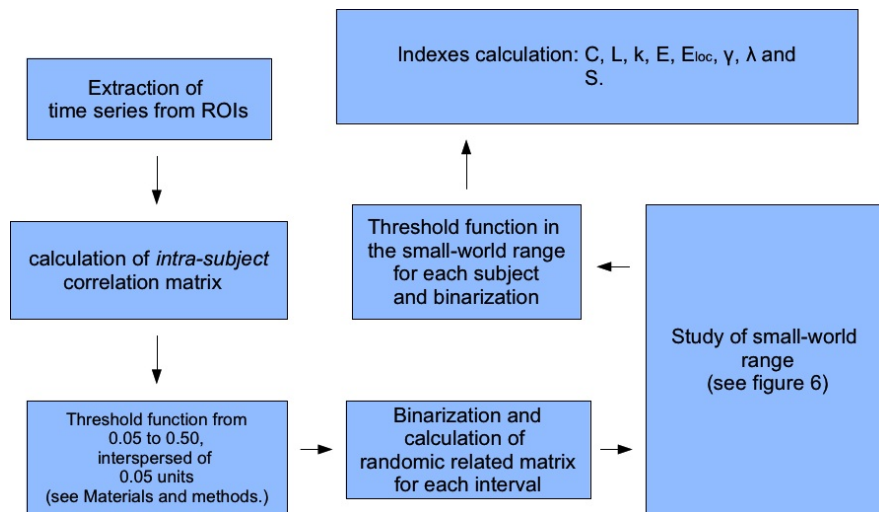 Extraction of
time series from ROIs
calculation of intra-subject
correlation matrix
Threshold function from
0.05 to 0.50,
interspersed of
0.05 units
(see Materials and methods.)
Binarization and
calculation of
randomic related matrix
for each interval
Study of small-world
range
(see figure 6)
Threshold function in
the small-world range
for each subject
and binarization
Indexes calculation: C, L, k, E, Eloc, γ, λ and
S.